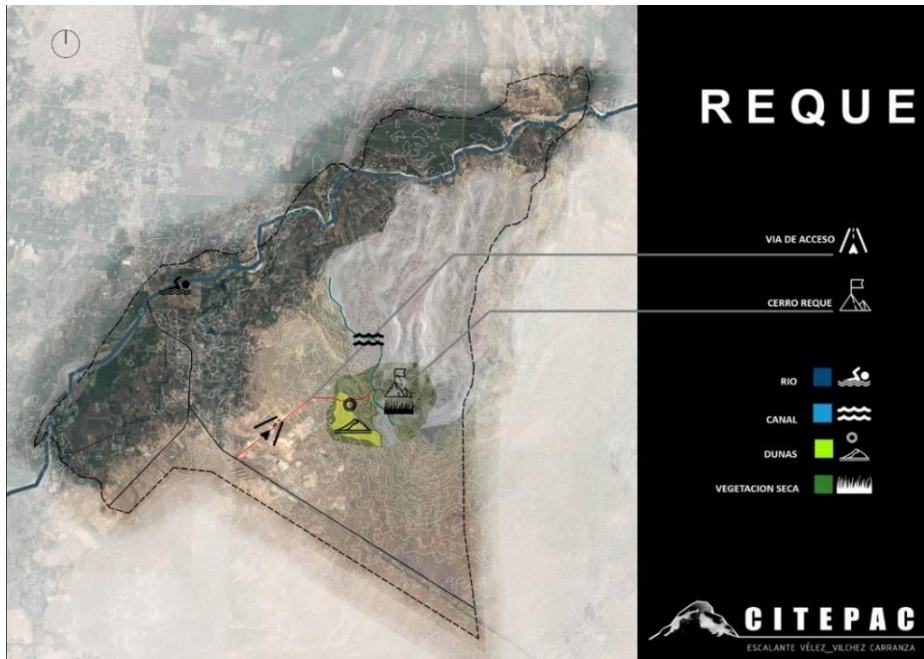 REQUE
VIA DE ACCESO
CERRO REQUE
RIO
CANAL
DUNAS
VEGETACION SECA
CITEPAC
ESCALANTE VÉLEZ_VILCHEZ CARRANZA